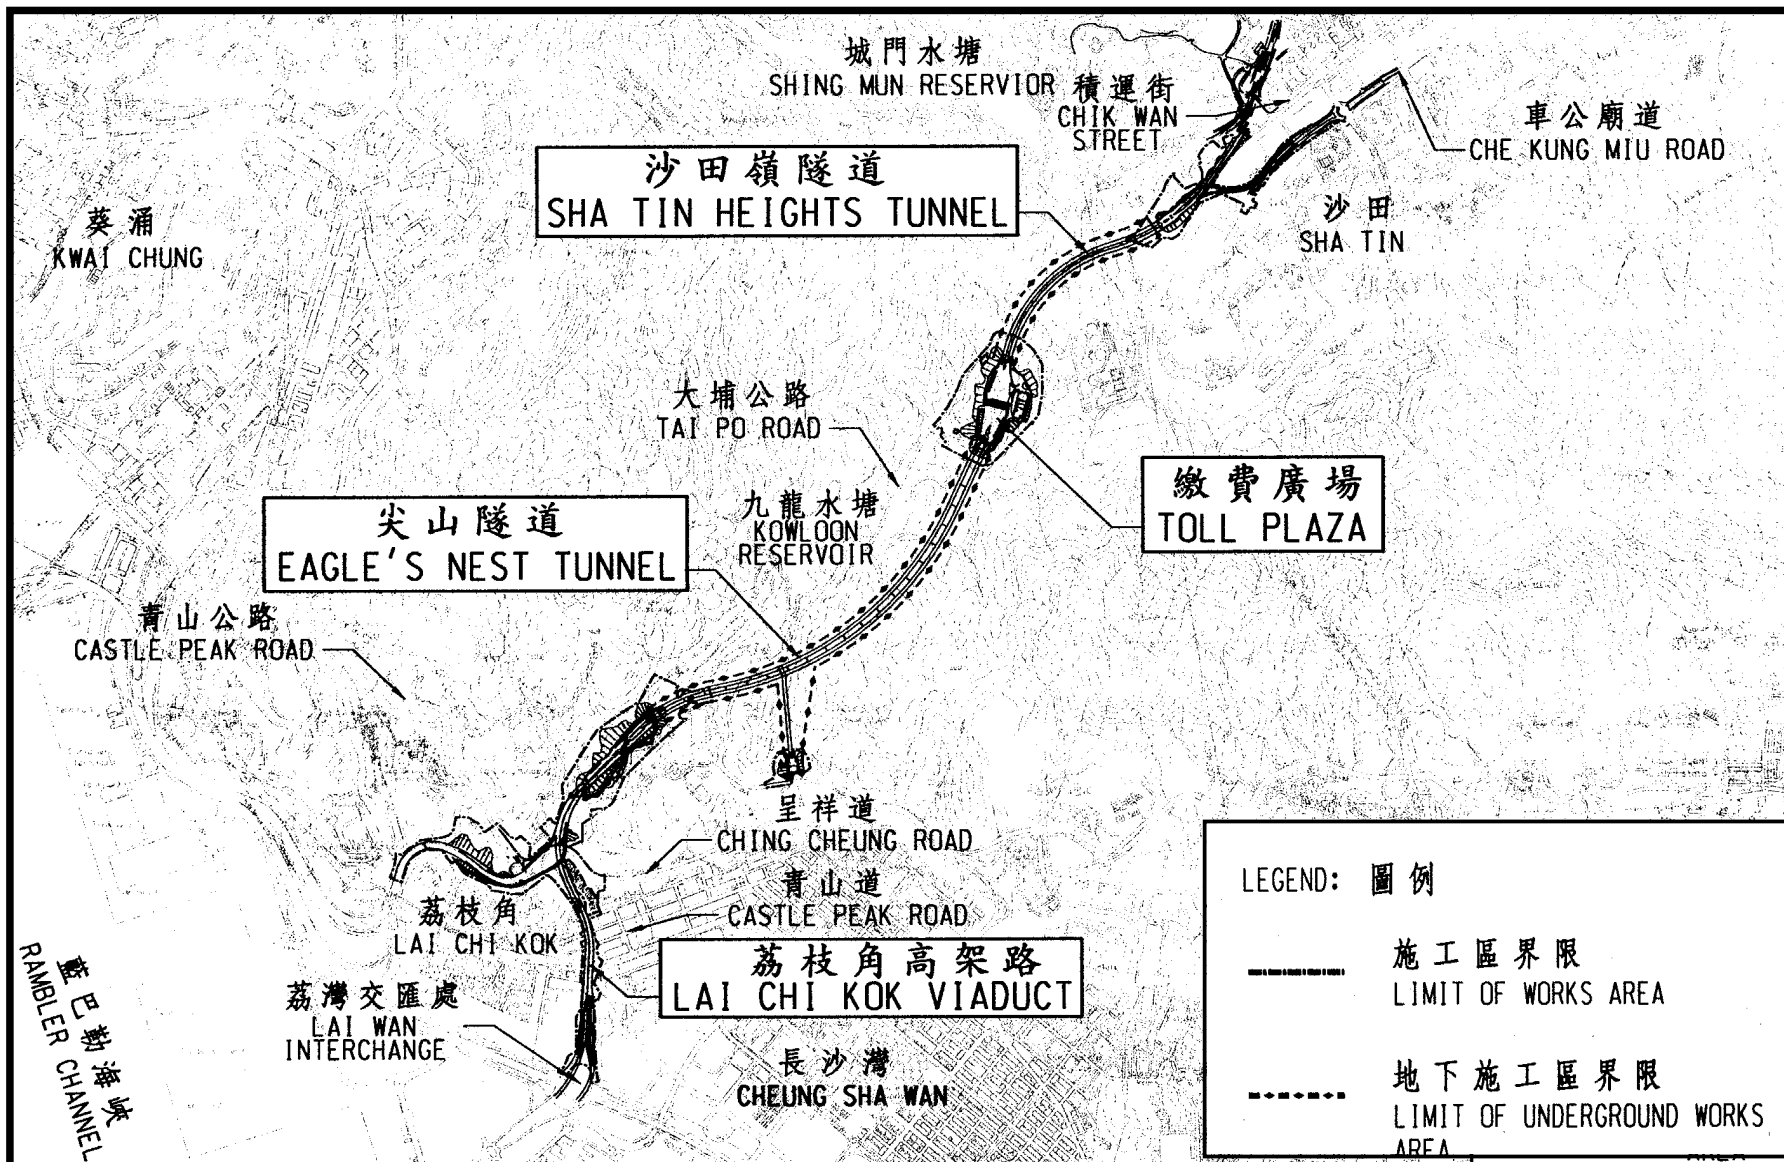 城門水塘
SHING MUN RESERVIOR
積運街
CHIK WAN
STREET
車公廟道
CHE KUNG MIU ROAD
沙田嶺隧道
SHA TIN HEIGHTS TUNNEL
葵涌
KWAI CHUNG
沙田
SHA TIN
大埔公路
TAI PO ROAD
繳費廣場
TOLL PLAZA
九龍水塘
KOWLOON
RESERVOIR
尖山隧道
EAGLE'S NEST TUNNEL
青山公路
CASTLE PEAK ROAD
呈祥道
CHING CHEUNG ROAD
青山道
CASTLE PEAK ROAD
荔枝角
LAI CHI KOK
荔枝角高架路
LAI CHI KOK VIADUCT
荔灣交匯處
LAI WAN
INTERCHANGE
藍巴勒海峽
RAMBLER CHANNEL
長沙灣
CHEUNG SHA WAN
LEGEND: 圖例
施工區界限
LIMIT OF WORKS AREA
地下施工區界限
LIMIT OF UNDERGROUND WORKS
AREA